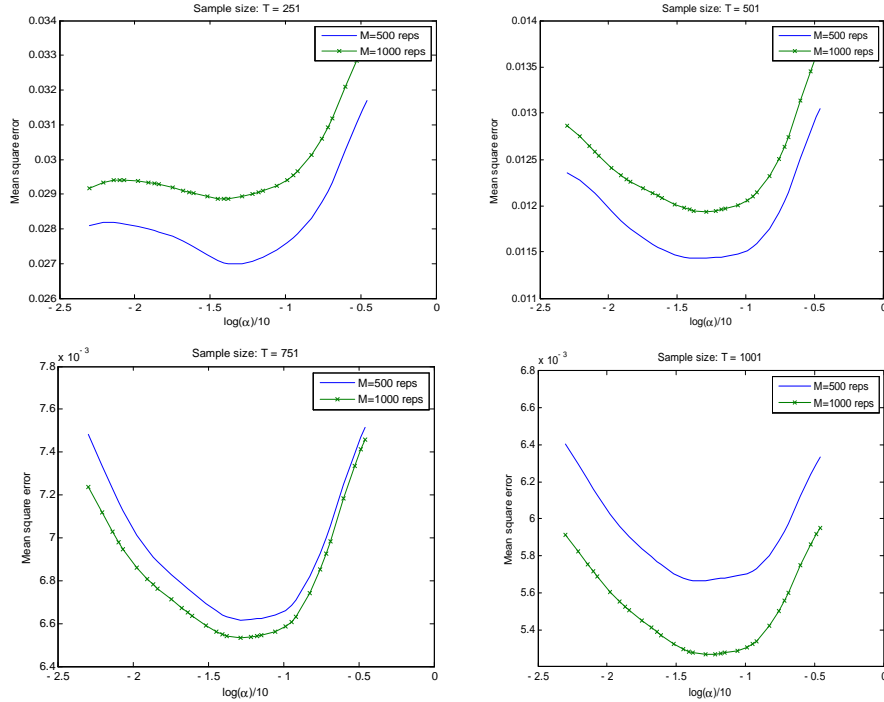 Sample size: T = 251
0.034
0.033
0.032
0.031
0.03
0.029
0.028
0.027
0.026
Mean square error
M=500 reps
M=1000 reps
- 2.5
- 2
- 1.5
- 1
- 0.5
0
log(α)/10
Sample size: T = 501
0.014
0.0135
0.013
0.0125
0.012
0.0115
0.011
Mean square error
M=500 reps
M=1000 reps
- 2.5
- 2
- 1.5
- 1
- 0.5
0
log(α)/10
Sample size: T = 751
x 10⁻³
7.8
7.6
7.4
7.2
7
6.8
6.6
6.4
Mean square error
M=500 reps
M=1000 reps
- 2.5
- 2
- 1.5
- 1
- 0.5
0
log(α)/10
Sample size: T = 1001
x 10⁻³
6.8
6.6
6.4
6.2
6
5.8
5.6
5.4
Mean square error
M=500 reps
M=1000 reps
- 2.5
- 2
- 1.5
- 1
- 0.5
0
log(α)/10